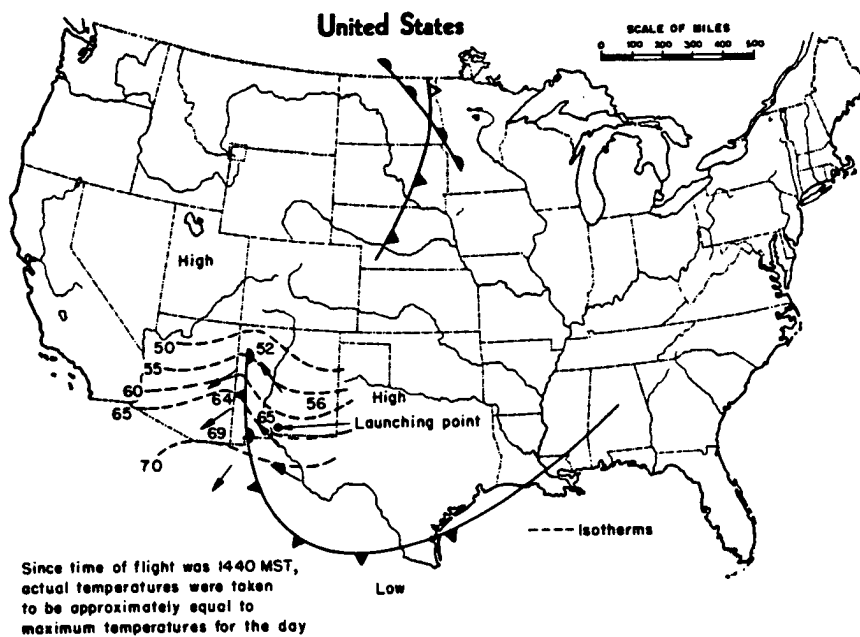 United States
SCALE OF MILES
0 100 200 300 400 500
High
50
52
55
60
56
High
64
65
65
Launching point
69
70
Isotherms
Since time of flight was 1440 MST,
actual temperatures were taken
to be approximately equal to
maximum temperatures for the day
Low